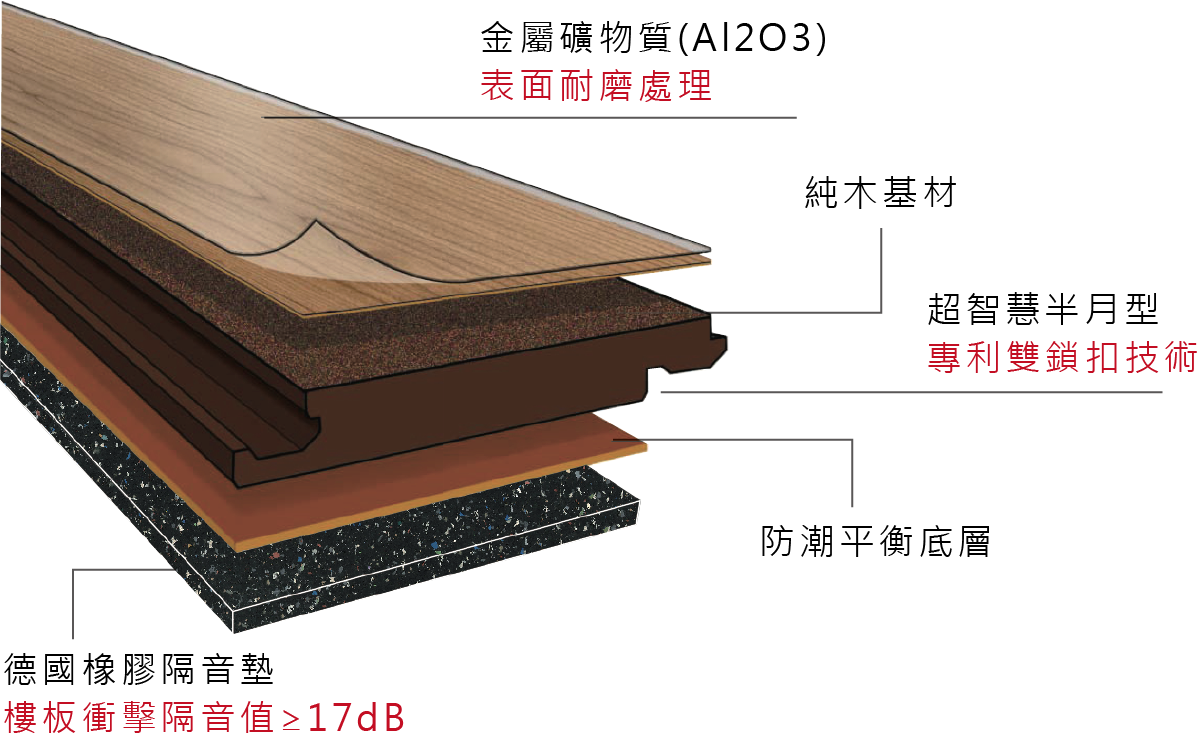 金屬礦物質(Al2O3)
表面耐磨處理
純木基材
超智慧半月型
專利雙鎖扣技術
防潮平衡底層
德國橡膠隔音墊
樓板衝擊隔音值≥17dB